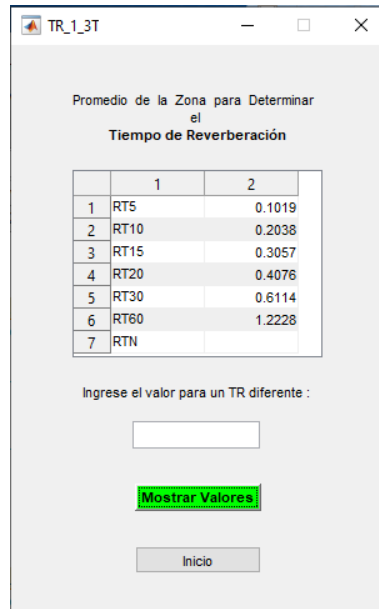 TR_1_3T
Promedio de la Zona para Determinar
el
Tiempo de Reverberación
1 2
1 RT5 0.1019
2 RT10 0.2038
3 RT15 0.3057
4 RT20 0.4076
5 RT30 0.6114
6 RT60 1.2228
7 RTN
Ingrese el valor para un TR diferente :
Mostrar Valores
Inicio